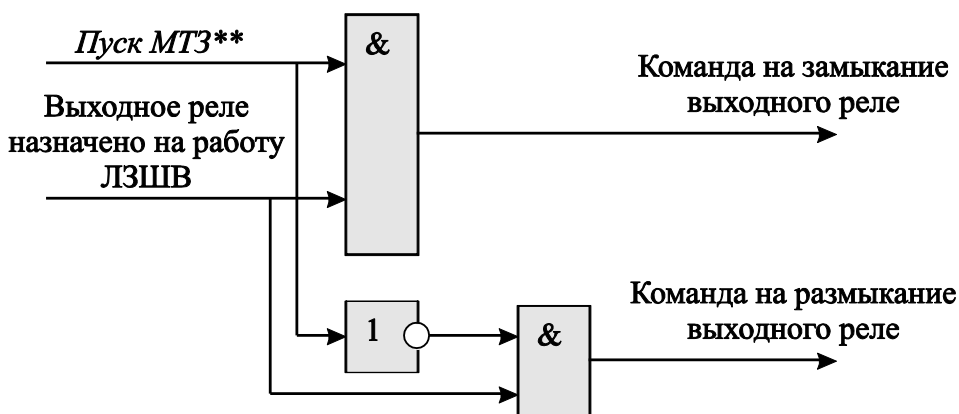 Пуск МТЗ**
&
Команда на замыкание
выходного реле
Выходное реле
назначено на работу
ЛЗШВ
Команда на размыкание
выходного реле
1
&